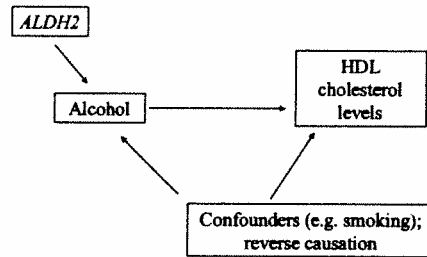 ALDH2
HDL
cholesterol
levels
Alcohol
Confounders (e.g. smoking);
reverse causation